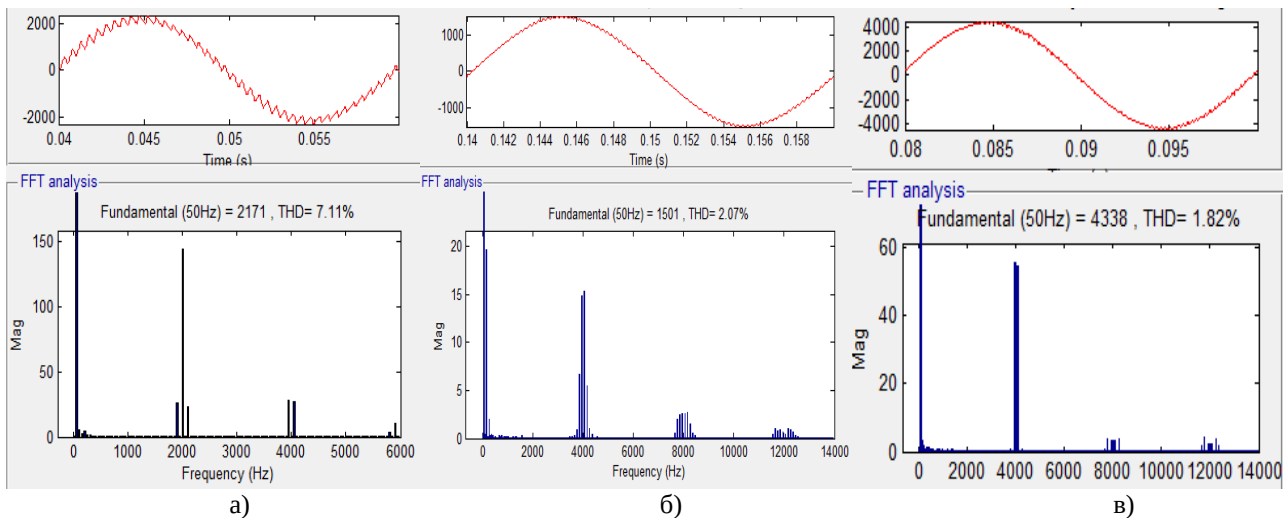 2000
0
-2000
0.04 0.045 0.05 0.055
Time (s)
FFT analysis
Fundamental (50Hz) = 2171 , THD= 7.11%
150
100
50
0
Mag
0 1000 2000 3000 4000 5000 6000
Frequency (Hz)
а)
1000
0
-1000
0.14 0.142 0.144 0.146 0.148 0.15 0.152 0.154 0.156 0.158
Time (s)
FFT analysis
Fundamental (50Hz) = 1501 , THD= 2.07%
20
15
10
5
0
Mag
0 2000 4000 6000 8000 10000 12000 14000
Frequency (Hz)
б)
4000
2000
0
-2000
-4000
0.08 0.085 0.09 0.095
FFT analysis
Fundamental (50Hz) = 4338 , THD= 1.82%
60
40
20
0
Mag
0 2000 4000 6000 8000 10000 12000 14000
в)